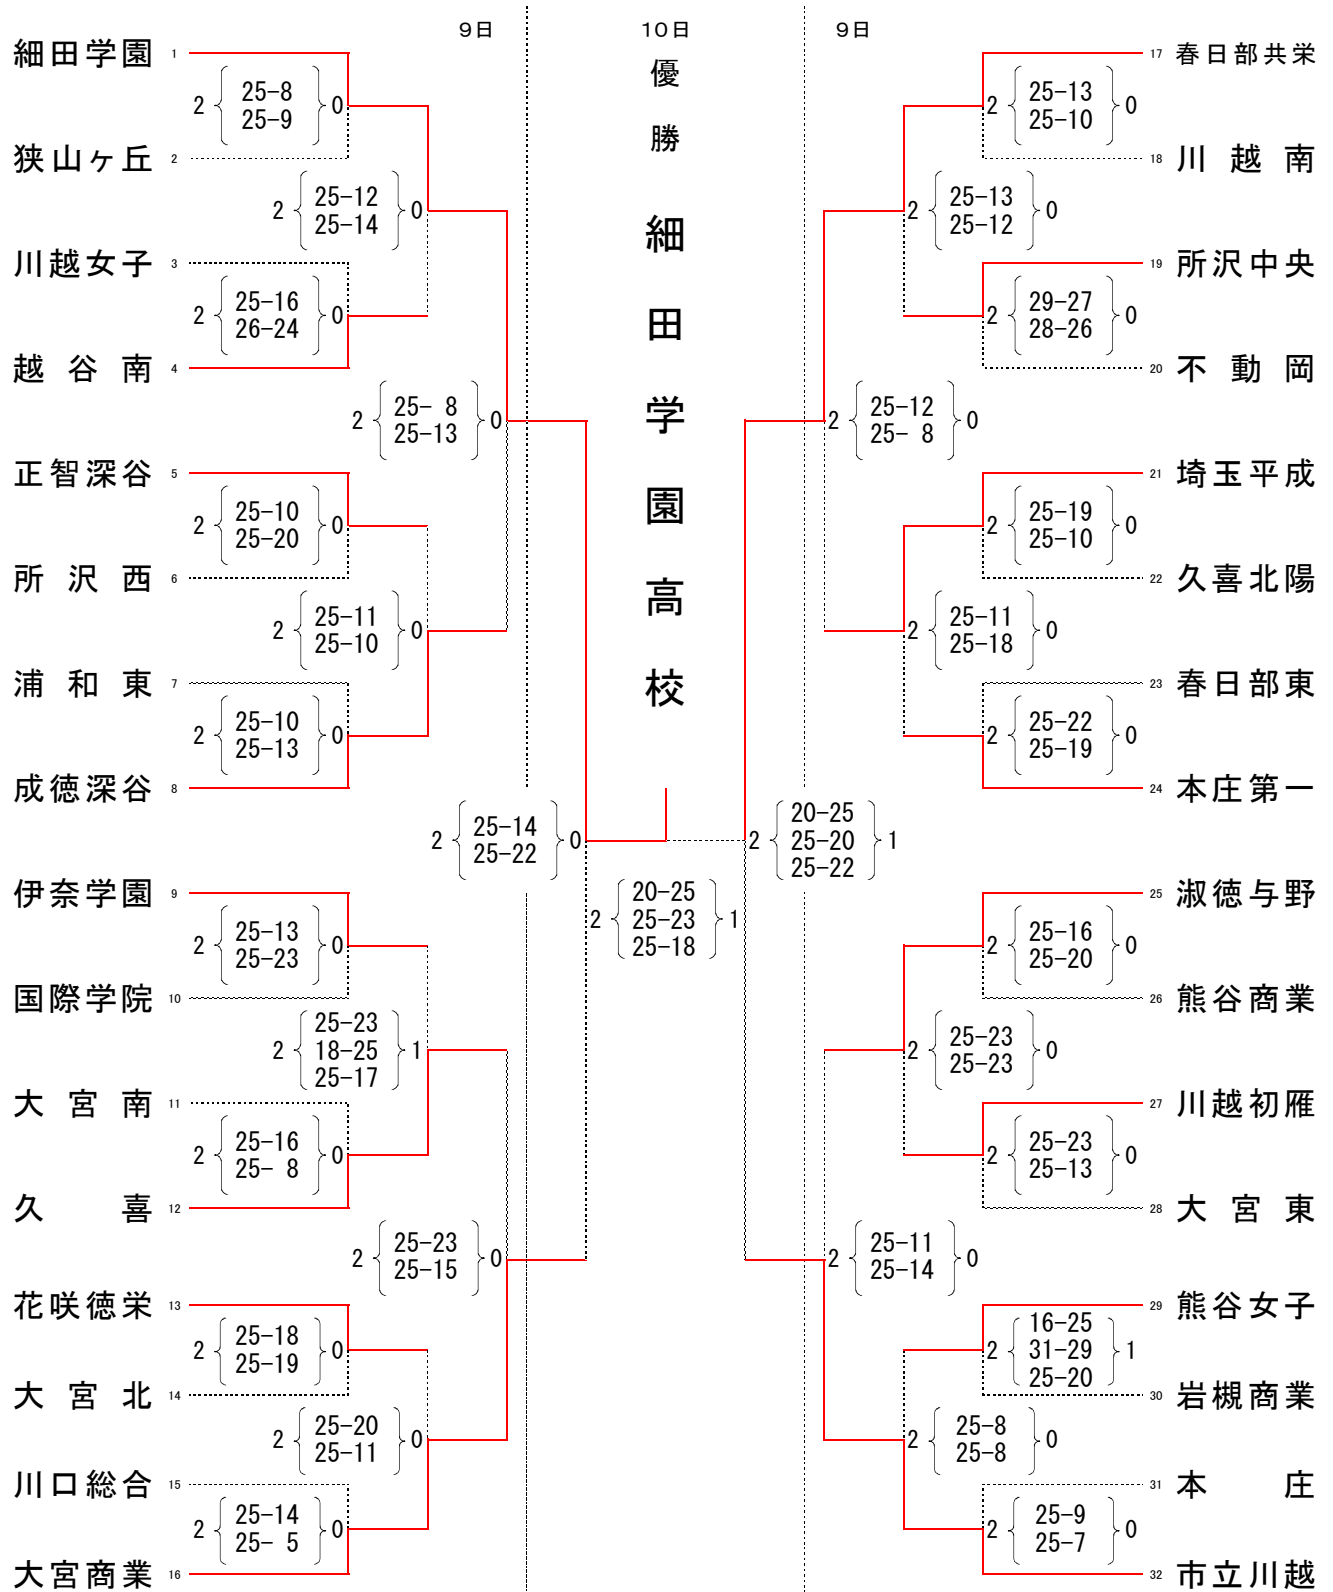 9日
10日
9日
優勝
細田学園高校
細田学園 1
2 25-8 0
25-9
狭山ヶ丘 2
2 25-12 0
25-14
川越女子 3
2 25-16 0
26-24
越谷南 4
2 25- 8 0
25-13
正智深谷 5
2 25-10 0
25-20
所沢西 6
2 25-11 0
25-10
浦和東 7
2 25-10 0
25-13
成徳深谷 8
2 25-14 0
25-22
伊奈学園 9
2 25-13 0
25-23
国際学院 10
25-23
2 18-25 1
25-17
大宮南 11
2 25-16 0
25- 8
久喜 12
2 25-23 0
25-15
花咲徳栄 13
2 25-18 0
25-19
大宮北 14
2 25-20 0
25-11
川口総合 15
2 25-14 0
25- 5
大宮商業 16
20-25
2 25-23 1
25-18
17 春日部共栄
2 25-13 0
25-10
18 川越南
2 25-13 0
25-12
19 所沢中央
2 29-27 0
28-26
20 不動岡
2 25-12 0
25- 8
21 埼玉平成
2 25-19 0
25-10
22 久喜北陽
2 25-11 0
25-18
23 春日部東
2 25-22 0
25-19
24 本庄第一
20-25
2 25-20 1
25-22
25 淑徳与野
2 25-16 0
25-20
26 熊谷商業
2 25-23 0
25-23
27 川越初雁
2 25-23 0
25-13
28 大宮東
2 25-11 0
25-14
29 熊谷女子
16-25
2 31-29 1
25-20
30 岩槻商業
2 25-8 0
25-8
31 本庄
2 25-9 0
25-7
32 市立川越